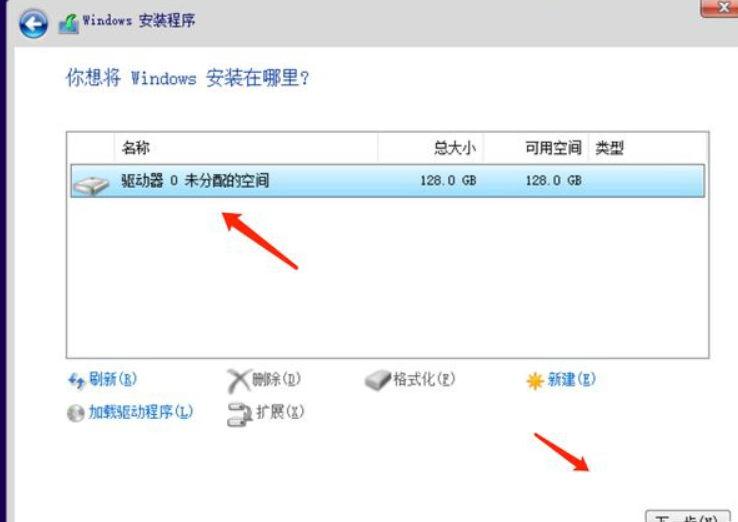 Windows 安装程序
你想将 Windows 安装在哪里?
名称 总大小 可用空间 类型
驱动器 0 未分配的空间 128.0 GB 128.0 GB
刷新(R) 删除(D) 格式化(F) 新建(E)
加载驱动程序(L) 扩展(X)
下一步(N)